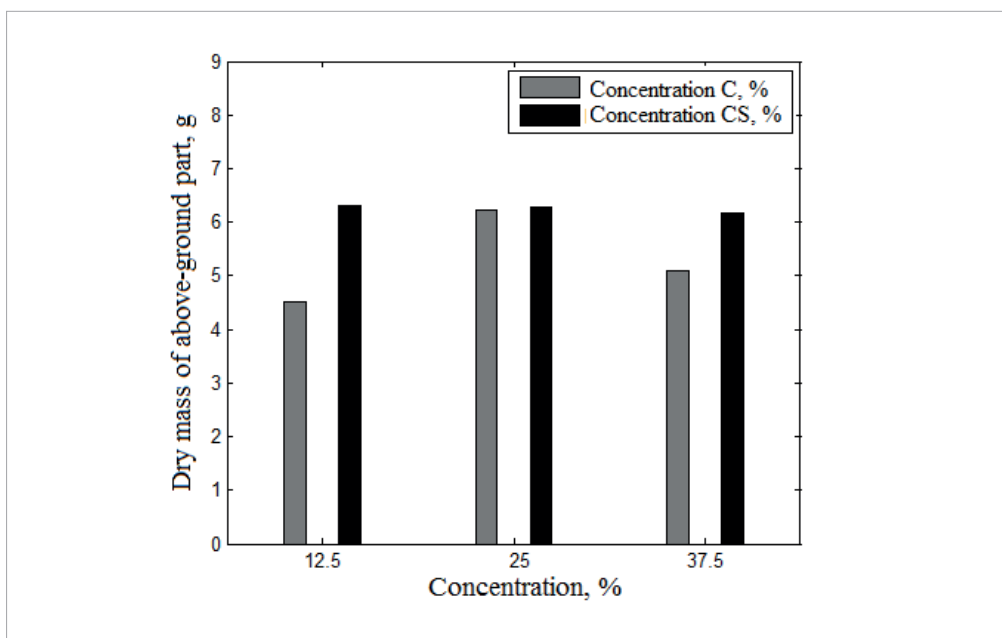 9
8
7
6
5
4
3
2
1
0
Dry mass of above-ground part, g
Concentration C, %
Concentration CS, %
12.5 25 37.5
Concentration, %